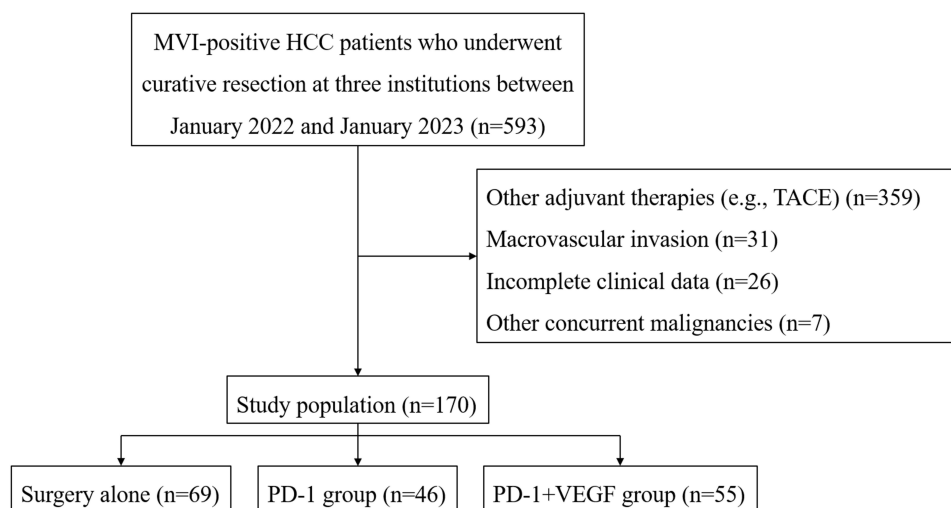 MVI-positive HCC patients who underwent
curative resection at three institutions between
January 2022 and January 2023 (n=593)
Other adjuvant therapies (e.g., TACE) (n=359)
Macrovascular invasion (n=31)
Incomplete clinical data (n=26)
Other concurrent malignancies (n=7)
Study population (n=170)
Surgery alone (n=69)
PD-1 group (n=46)
PD-1+VEGF group (n=55)